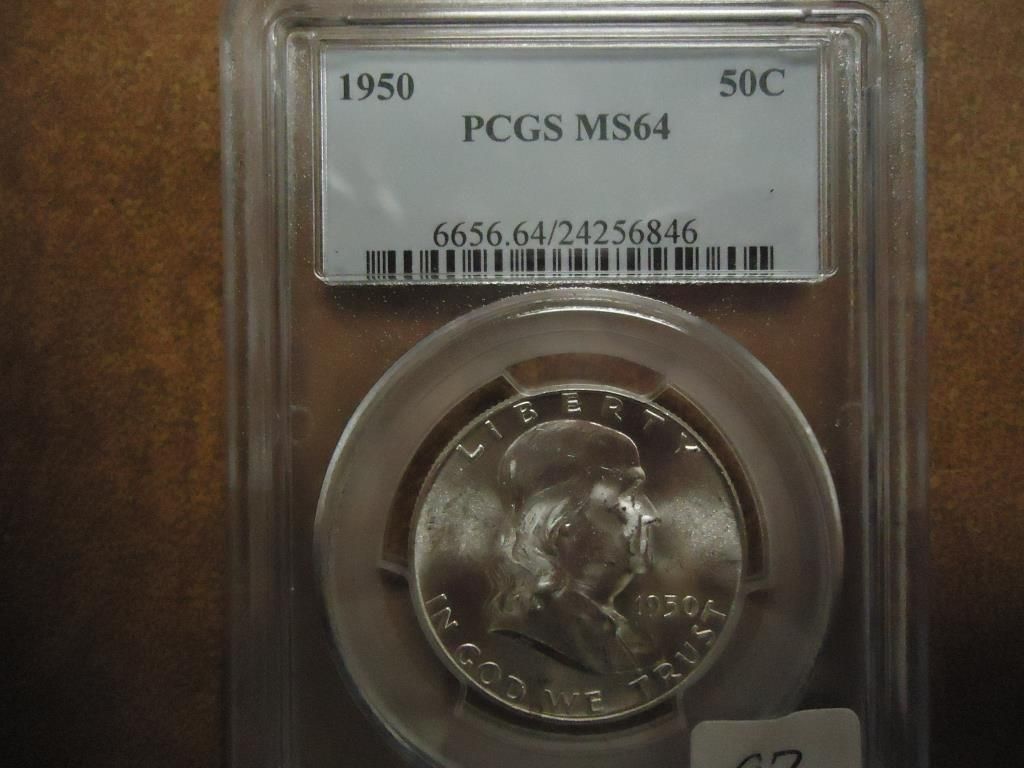 1950 50C
PCGS MS64
6656.64/24256846
LIBERTY
1950
IN GOD WE TRUST